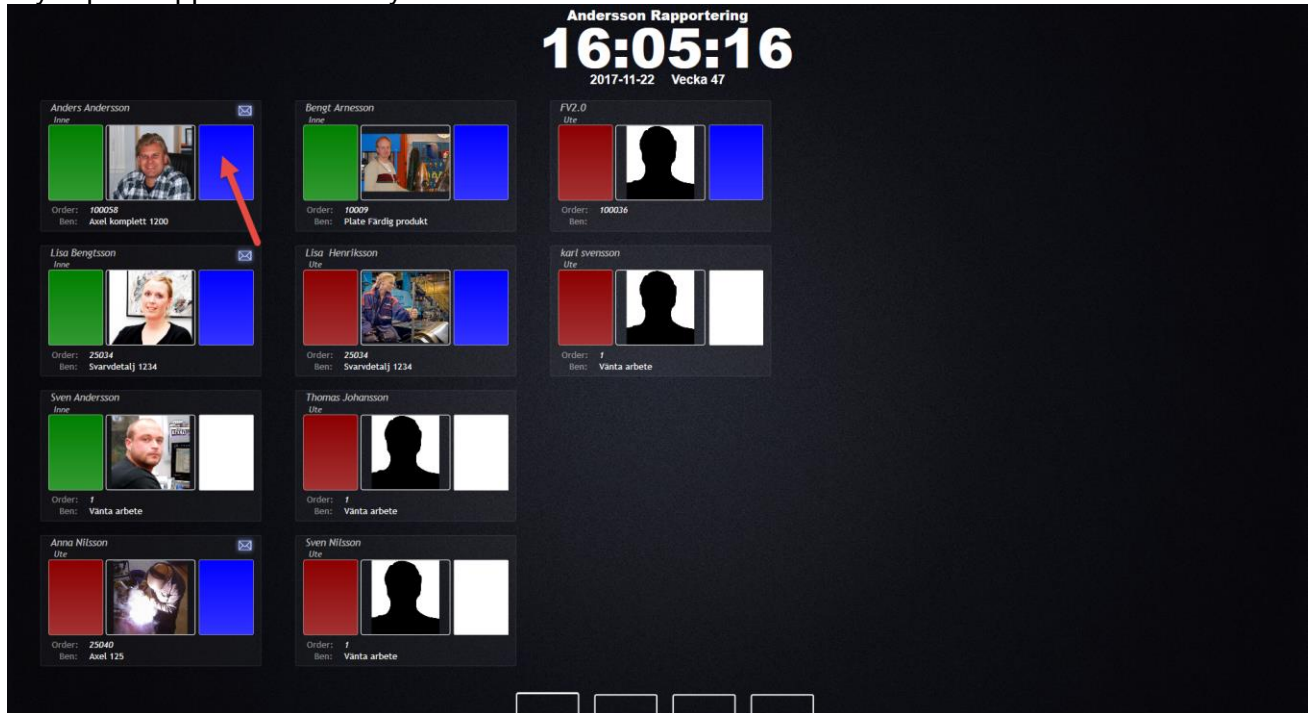 Andersson Rapportering
16:05:16
2017-11-22 Vecka 47
Anders Andersson
Inne
Order: 100058
Ben: Axel komplett 1200
Bengt Arnesson
Inne
Order: 10009
Ben: Plate Färdig produkt
FV2.0
Ute
Order: 100036
Ben:
Lisa Bengtsson
Inne
Order: 25034
Ben: Svarvdetalj 1234
Lisa Henriksson
Ute
Order: 25034
Ben: Svarvdetalj 1234
karl svensson
Ute
Order: 1
Ben: Vänta arbete
Sven Andersson
Inne
Order: 1
Ben: Vänta arbete
Thomas Johansson
Ute
Order: 1
Ben: Vänta arbete
Anna Nilsson
Ute
Order: 25040
Ben: Axel 125
Sven Nilsson
Ute
Order: 1
Ben: Vänta arbete